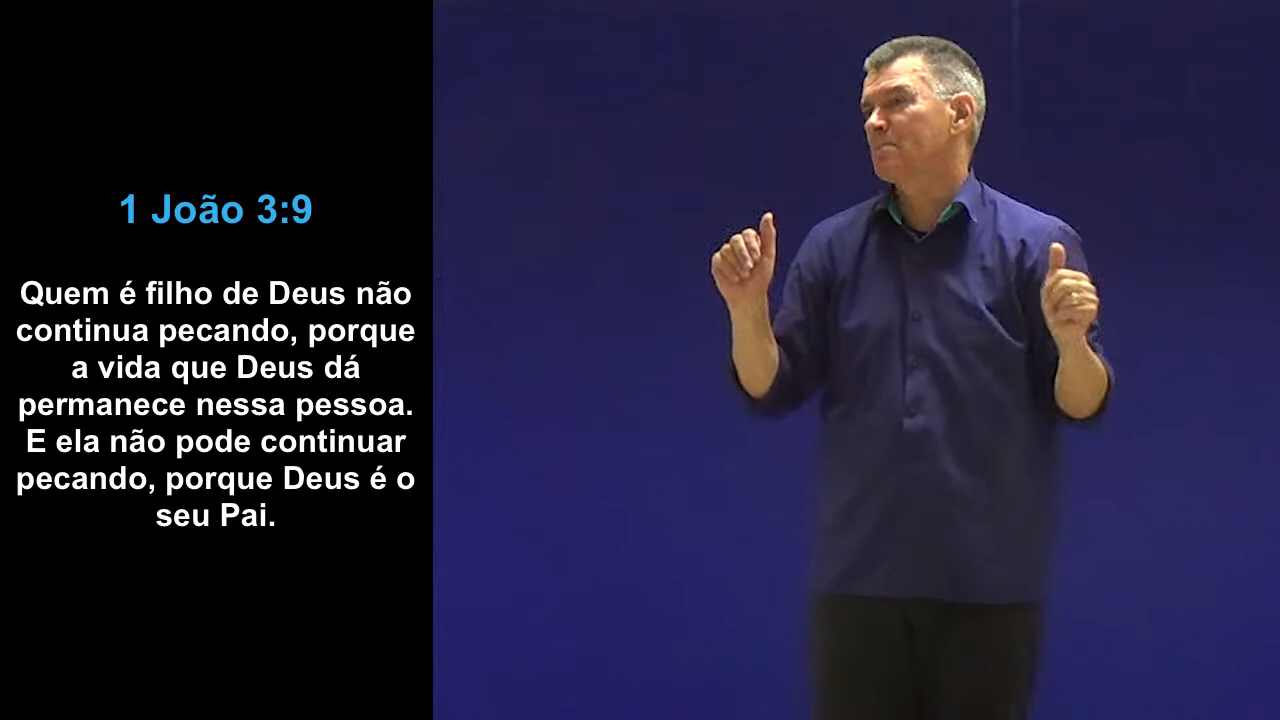 1 João 3:9
Quem é filho de Deus não
continua pecando, porque
a vida que Deus dá
permanece nessa pessoa.
E ela não pode continuar
pecando, porque Deus é o
seu Pai.